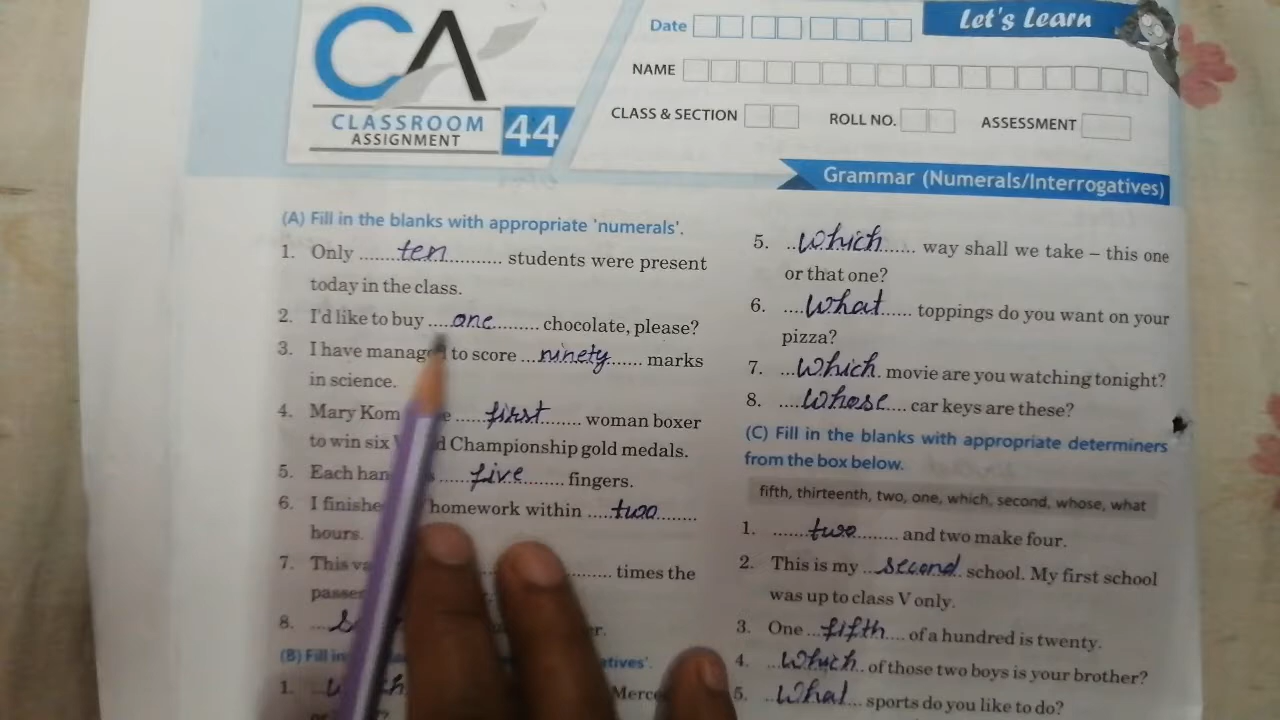 CA
CLASSROOM
ASSIGNMENT
44
Date
Let's Learn
NAME
CLASS & SECTION
ROLL NO.
ASSESSMENT
Grammar (Numerals/Interrogatives)
(A) Fill in the blanks with appropriate 'numerals'.
1. Only ........ten........... students were present
today in the class.
2. I'd like to buy ....one......... chocolate, please?
3. I have managed to score ...ninety...... marks
in science.
4. Mary Kom ......first......... woman boxer
to win six Championship gold medals.
5. Each ......five........ fingers.
6. I homework within .....two........
hours.
7. This .......... times the
8.
(B) Fill in
1.
5. ..Which...... way shall we take – this one
or that one?
6. ....What...... toppings do you want on your
pizza?
7. ...Which. movie are you watching tonight?
8. ....Whose.... car keys are these?
(C) Fill in the blanks with appropriate determiners
from the box below.
fifth, thirteenth, two, one, which, second, whose, what
1. ........two.......... and two make four.
2. This is my ...second. school. My first school
was up to class V only.
3. One ...fifth.... of a hundred is twenty.
4. ...Which.. of those two boys is your brother?
5. ..What... sports do you like to do?